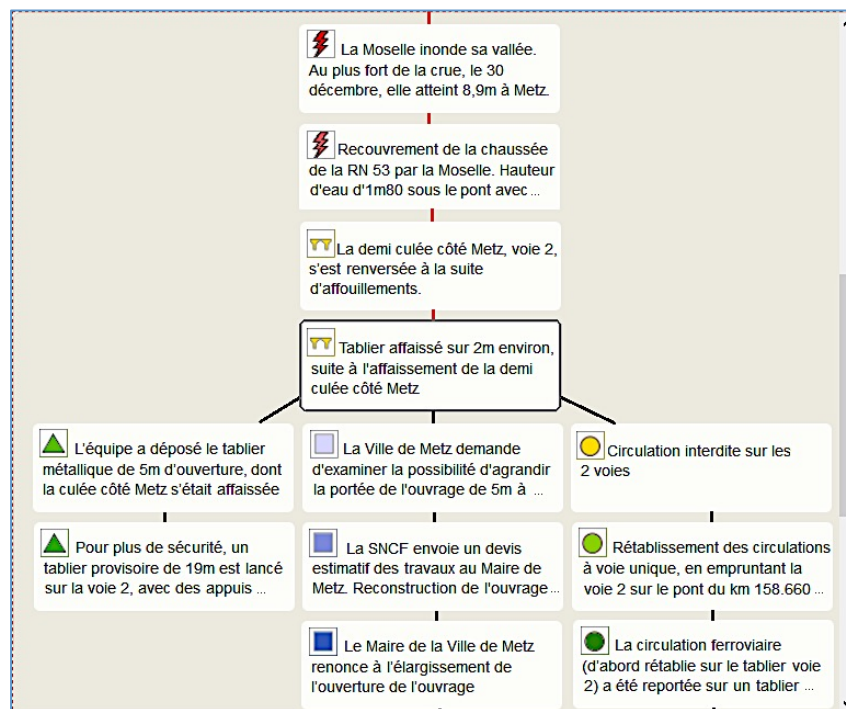 La Moselle inonde sa vallée.
Au plus fort de la crue, le 30
décembre, elle atteint 8,9m à Metz.
Recouvrement de la chaussée
de la RN 53 par la Moselle. Hauteur
d'eau d'1m80 sous le pont avec ...
La demi culée côté Metz, voie 2,
s'est renversée à la suite
d'affouillements.
Tablier affaissé sur 2m environ,
suite à l'affaissement de la demi
culée côté Metz
L'équipe a déposé le tablier
métallique de 5m d'ouverture, dont
la culée côté Metz s'était affaissée
La Ville de Metz demande
d'examiner la possibilité d'agrandir
la portée de l'ouvrage de 5m à ...
Circulation interdite sur les
2 voies
Pour plus de sécurité, un
tablier provisoire de 19m est lancé
sur la voie 2, avec des appuis ...
La SNCF envoie un devis
estimatif des travaux au Maire de
Metz. Reconstruction de l'ouvrage ...
Rétablissement des circulations
à voie unique, en empruntant la
voie 2 sur le pont du km 158.660 ...
Le Maire de la Ville de Metz
renonce à l'élargissement de
l'ouverture de l'ouvrage
La circulation ferroviaire
(d'abord rétablie sur le tablier voie
2) a été reportée sur un tablier ...